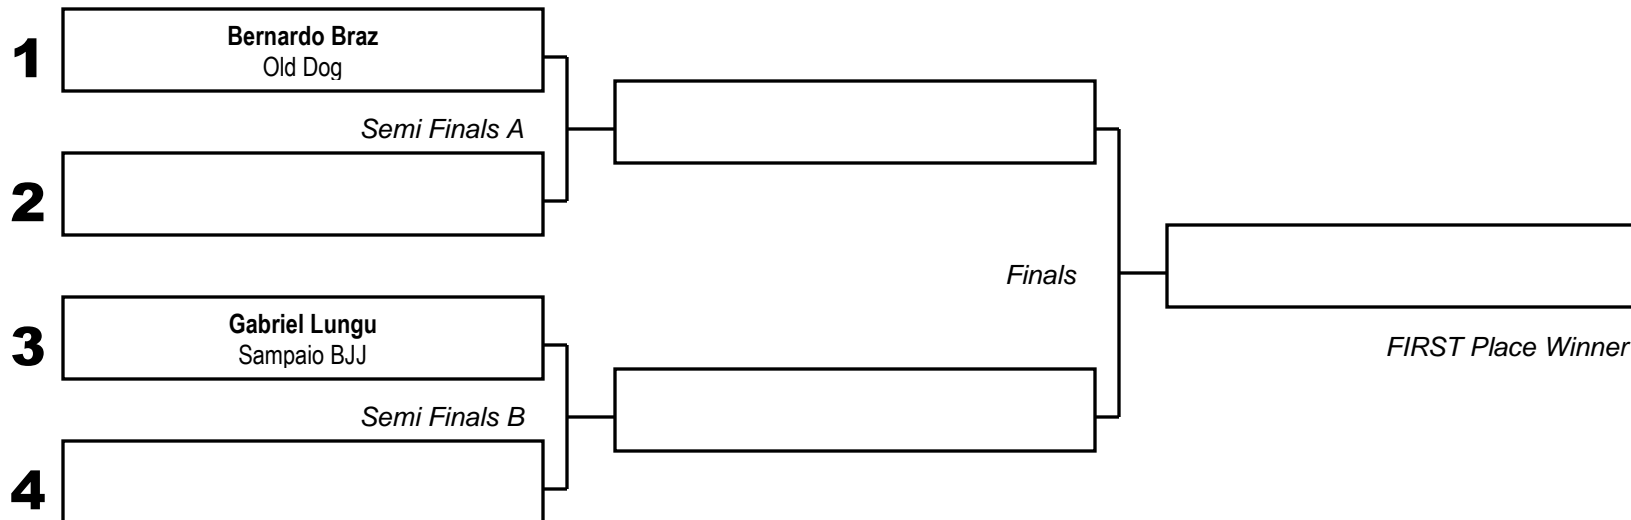 1
Bernardo Braz
Old Dog
Semi Finals A
2
3
Gabriel Lungu
Sampaio BJJ
Semi Finals B
4
Finals
FIRST Place Winner